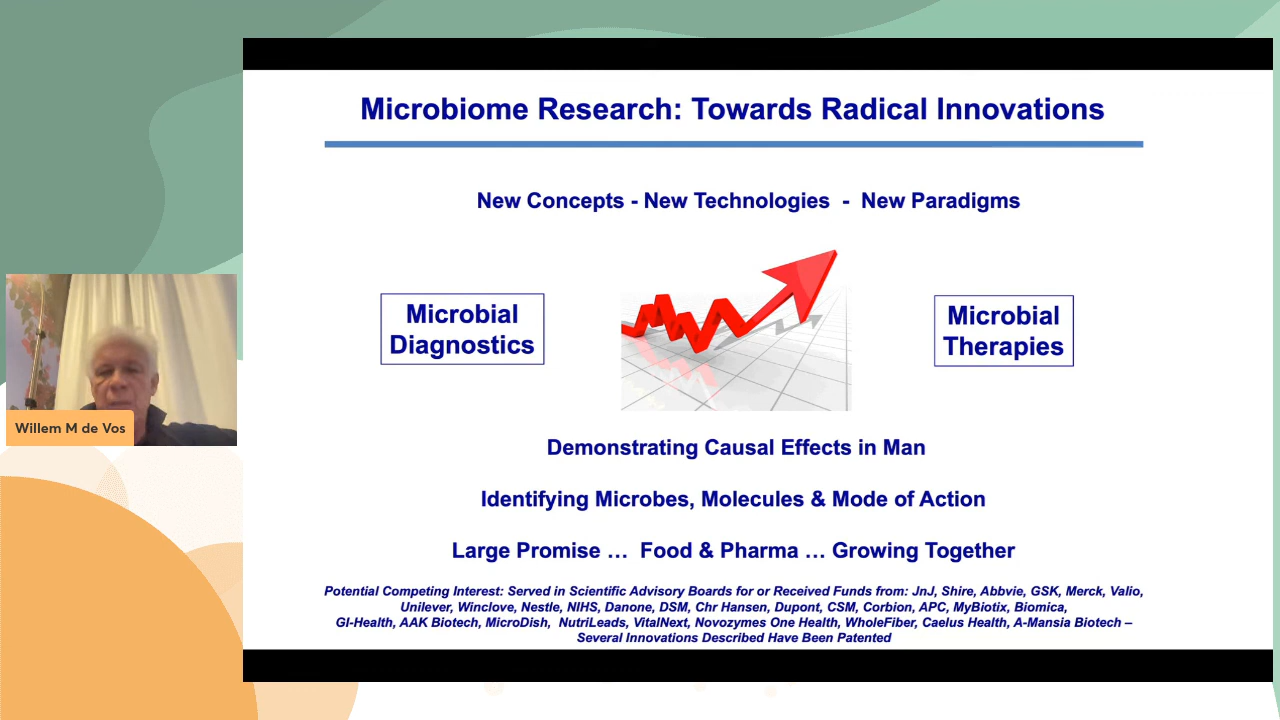 Microbiome Research: Towards Radical Innovations
New Concepts - New Technologies - New Paradigms
Microbial
Diagnostics
Microbial
Therapies
Willem M de Vos
Demonstrating Causal Effects in Man
Identifying Microbes, Molecules & Mode of Action
Large Promise … Food & Pharma … Growing Together
Potential Competing Interest: Served in Scientific Advisory Boards for or Received Funds from: JnJ, Shire, Abbvie, GSK, Merck, Valio,
Unilever, Winclove, Nestle, NIHS, Danone, DSM, Chr Hansen, Dupont, CSM, Corbion, APC, MyBiotix, Biomica,
GI-Health, AAK Biotech, MicroDish, NutriLeads, VitalNext, Novozymes One Health, WholeFiber, Caelus Health, A-Mansia Biotech –
Several Innovations Described Have Been Patented